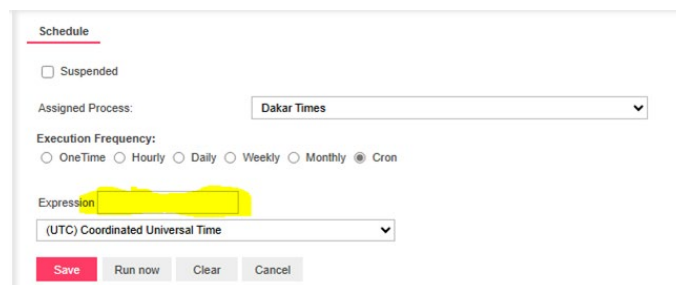 Schedule
Suspended
Assigned Process: Dakar Times
Execution Frequency:
OneTime Hourly Daily Weekly Monthly Cron
Expression
(UTC) Coordinated Universal Time
Save Run now Clear Cancel